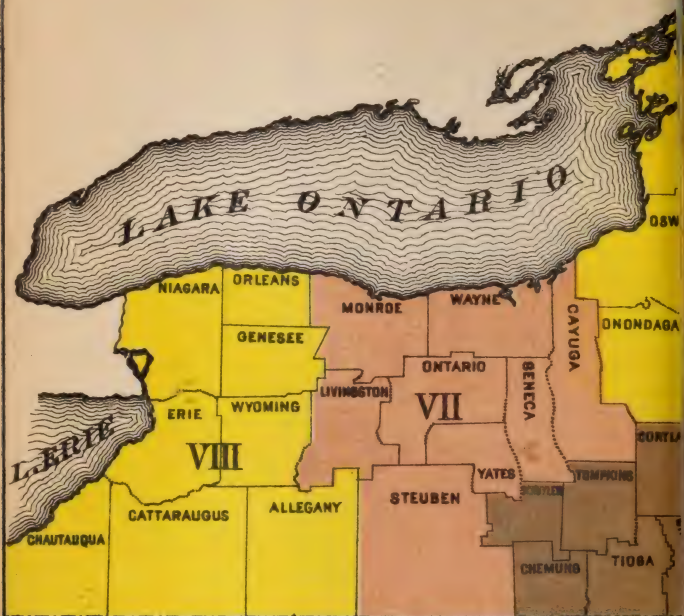 LAKE ONTARIO
OSW
NIAGARA
ORLEANS
MONROE
WAYNE
CAYUGA
ONONDAGA
GENESEE
ONTARIO
SENECA
LIVINGSTON
VII
ERIE
WYOMING
L. ERIE
VIII
CORTLA
YATES
SCHUYLER
TOMPKINS
STEUBEN
ALLEGANY
CATTARAUGUS
CHAUTAUQUA
CHEMUNG
TIOGA